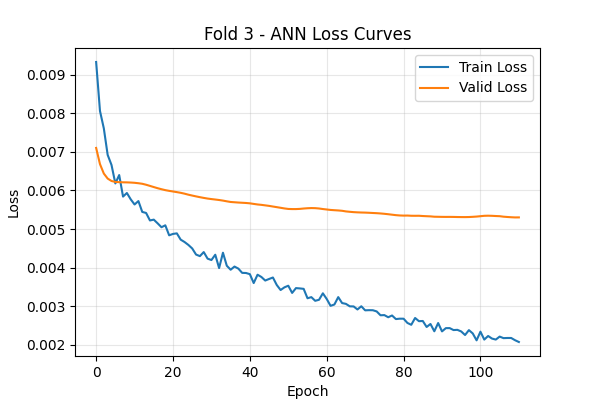 Fold 3 - ANN Loss Curves
Train Loss
Valid Loss
0.009
0.008
0.007
0.006
0.005
0.004
0.003
0.002
Loss
0 20 40 60 80 100
Epoch